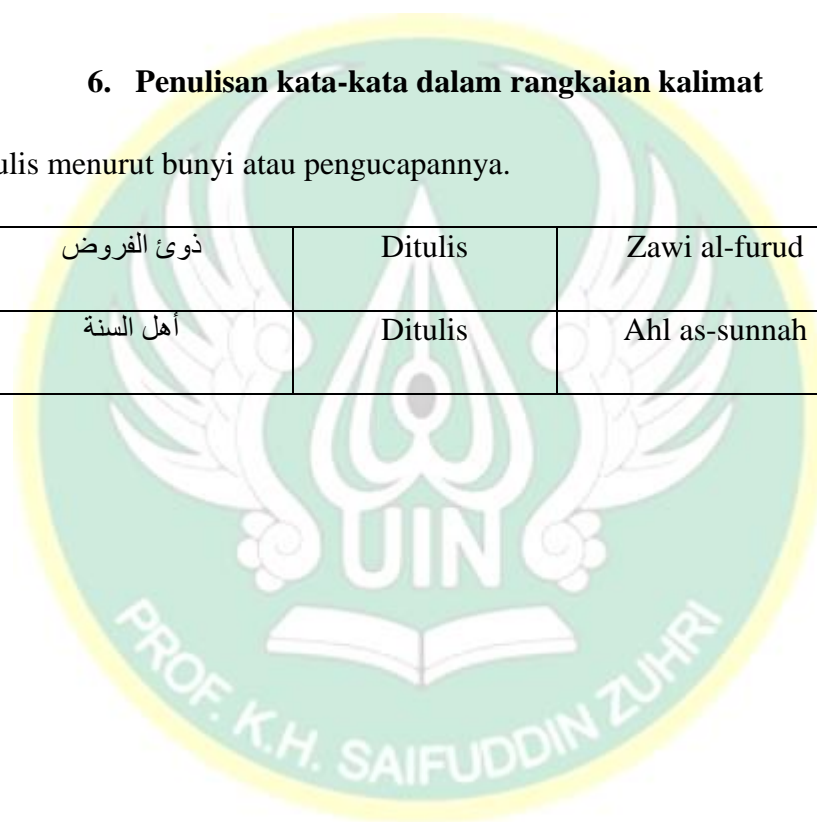 6. Penulisan kata-kata dalam rangkaian kalimat
ulis menurut bunyi atau pengucapannya.
ذوئ الفروض Ditulis Zawi al-furud
أهل السنة Ditulis Ahl as-sunnah
UIN
PROF. K.H. SAIFUDDIN ZUHRI